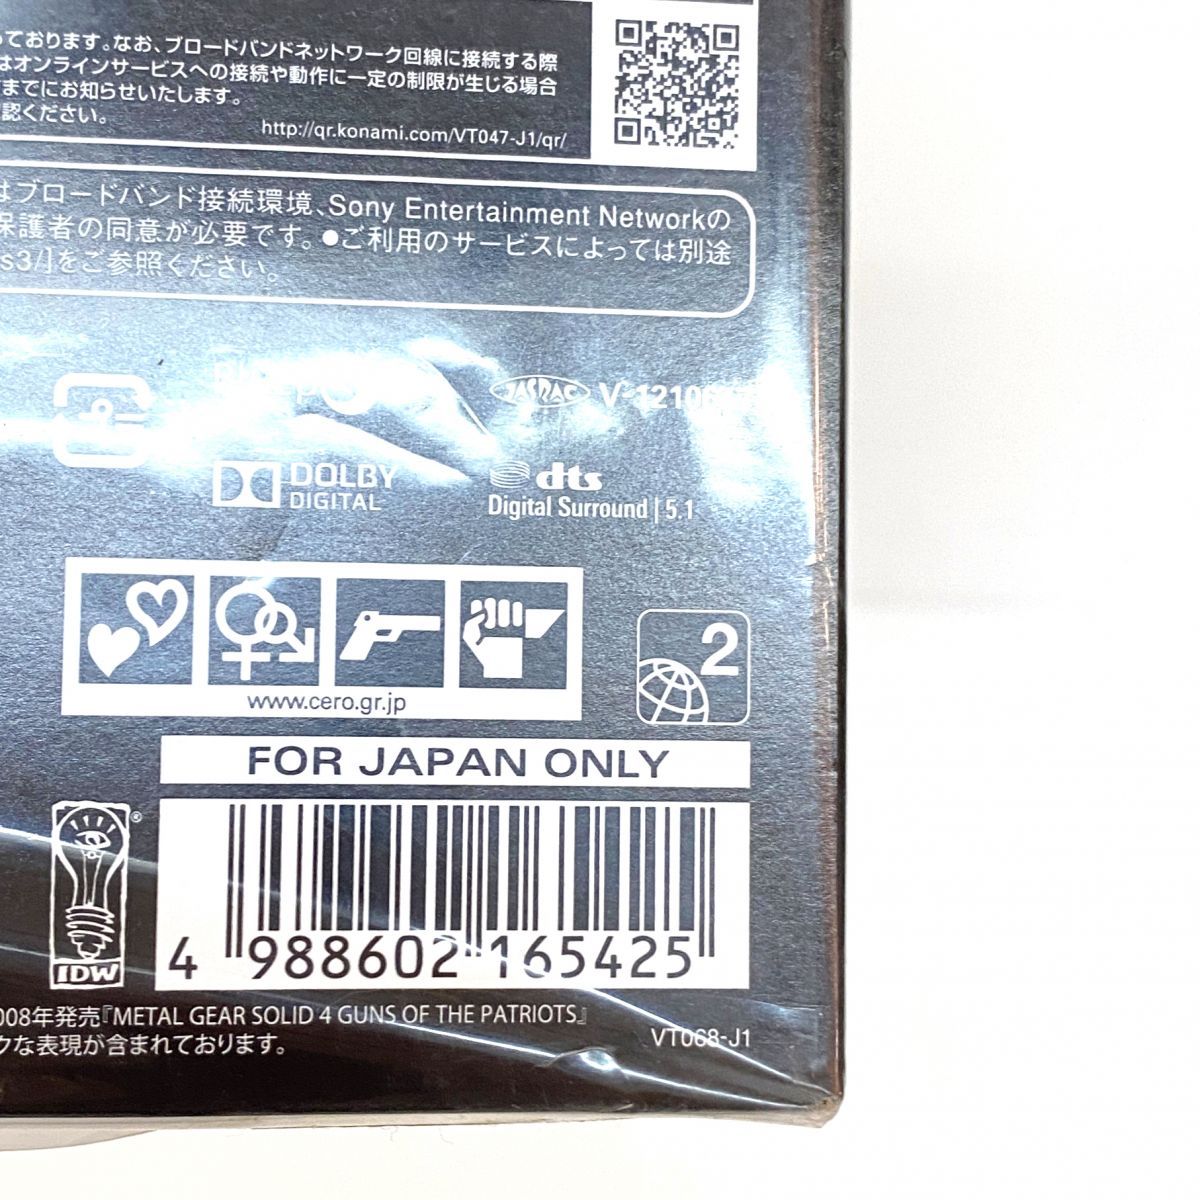 っております。なお、ブロードバンドネットワーク回線に接続する際
はオンラインサービスへの接続や動作に一定の制限が生じる場合
までにお知らせいたします。
認ください。
http://qr.konami.com/VT047-J1/qr/
はブロードバンド接続環境、Sony Entertainment Networkの
保護者の同意が必要です。●ご利用のサービスによっては別途
s3/]をご参照ください。
JASRAC
DOLBY
DIGITAL
dts
Digital Surround | 5.1
www.cero.gr.jp
2
FOR JAPAN ONLY
4 988602 165425
IDW
®
008年発売『METAL GEAR SOLID 4 GUNS OF THE PATRIOTS』
クな表現が含まれております。
VT068-J1